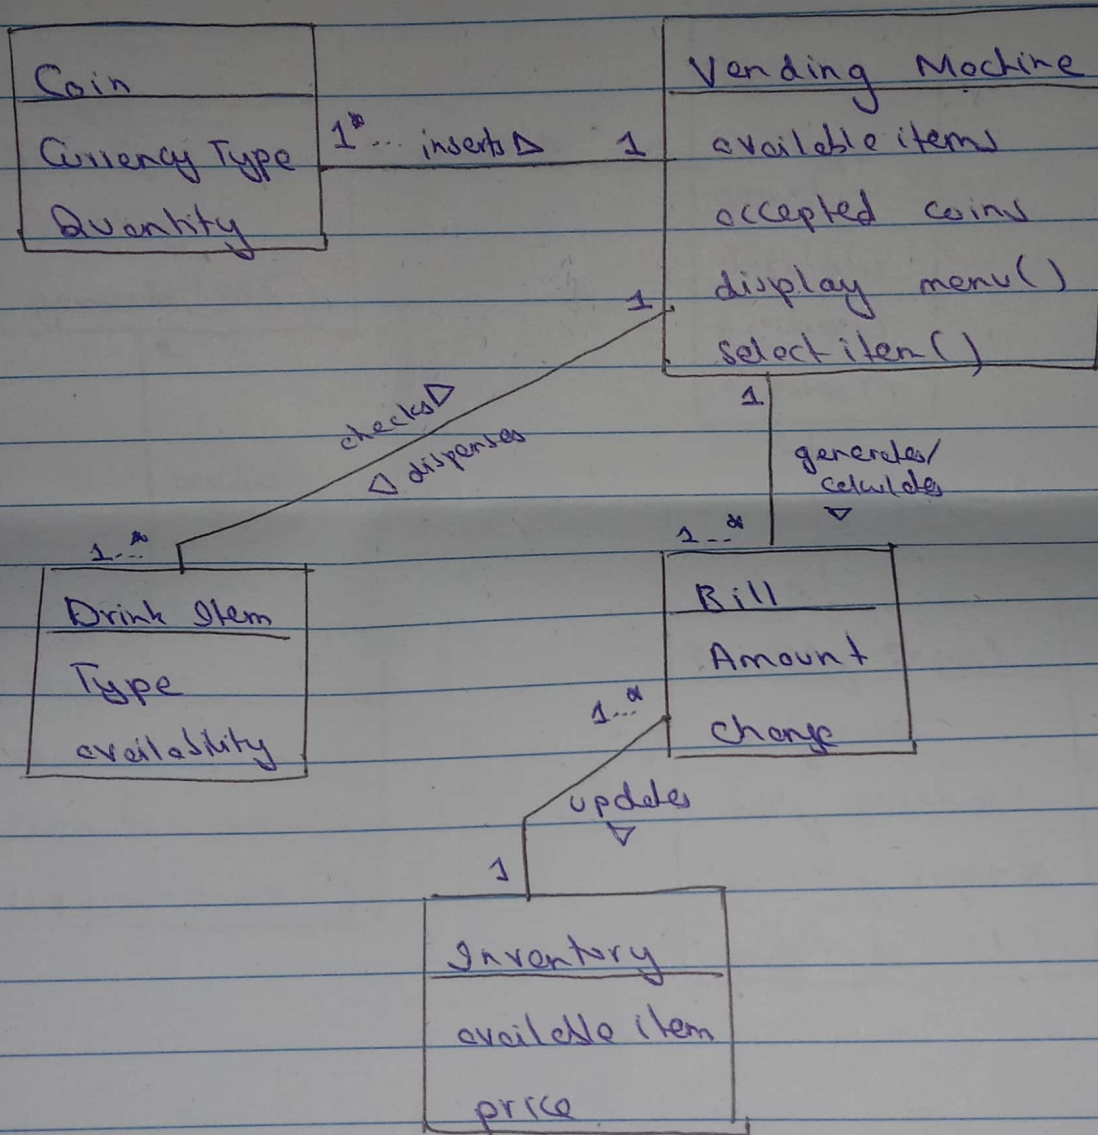 Coin
Currency Type
Quantity
1*... inserts ▷ 1
Vending Machine
available items
accepted coins
display menu()
select item()
1
checks ▷
◁ dispenses
1...*
1
generates/
calculates
▽
1...*
Drink Item
Type
availability
Bill
Amount
Change
1...*
updates
▽
1
Inventory
available item
price